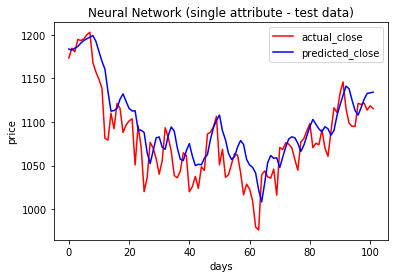 Neural Network (single attribute - test data)
actual_close
predicted_close
price
1200
1150
1100
1050
1000
0
20
40
60
80
100
days